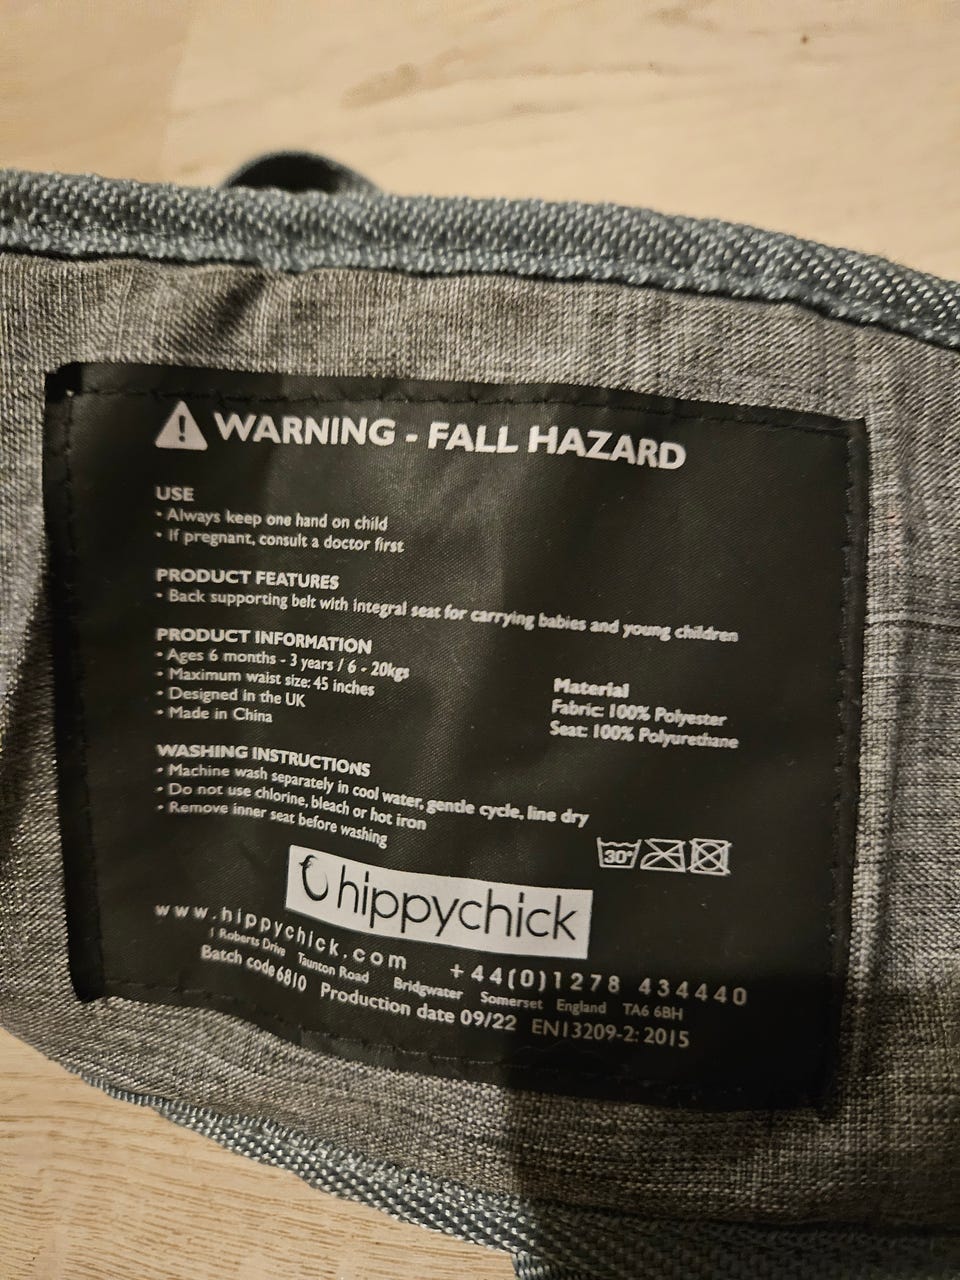 WARNING - FALL HAZARD
USE
• Always keep one hand on child
• If pregnant, consult a doctor first
PRODUCT FEATURES
• Back supporting belt with integral seat for carrying babies and young children
PRODUCT INFORMATION
• Ages 6 months - 3 years / 6 - 20kgs
• Maximum waist size: 45 inches
• Designed in the UK
• Made in China
Material
Fabric: 100% Polyester
Seat: 100% Polyurethane
WASHING INSTRUCTIONS
• Machine wash separately in cool water, gentle cycle, line dry
• Do not use chlorine, bleach or hot iron
• Remove inner seat before washing
30°
hippychick
www.hippychick.com +44(0)1278 434440
1 Roberts Drive Taunton Road Bridgwater Somerset England TA6 6BH
Batch code 6810 Production date 09/22 EN13209-2: 2015